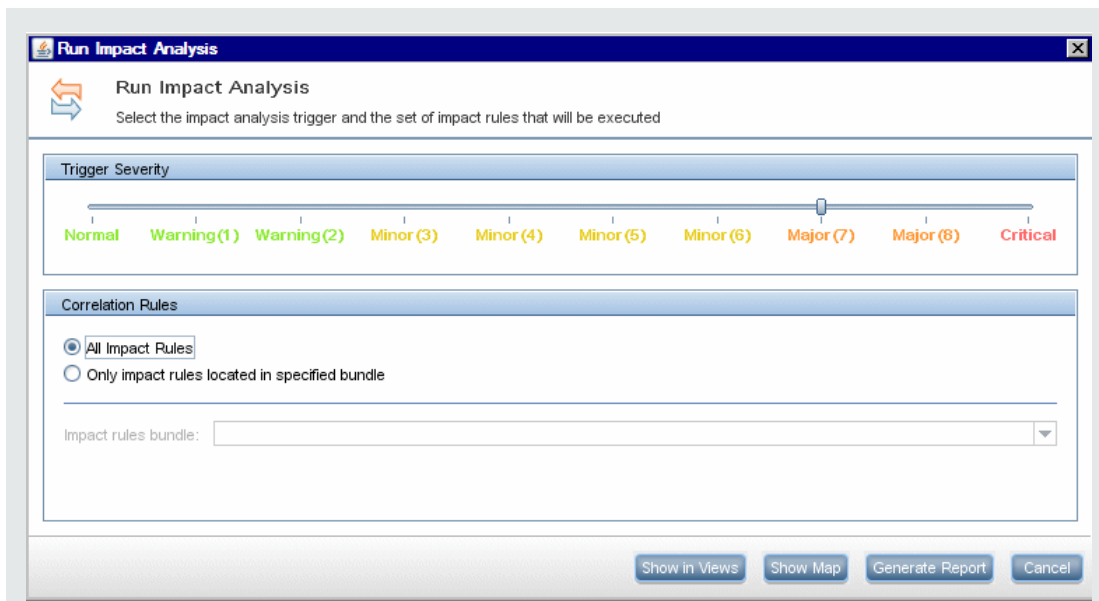 Run Impact Analysis
Run Impact Analysis
Select the impact analysis trigger and the set of impact rules that will be executed
Trigger Severity
Normal Warning(1) Warning(2) Minor(3) Minor(4) Minor(5) Minor(6) Major(7) Major(8) Critical
Correlation Rules
All Impact Rules
Only impact rules located in specified bundle
Impact rules bundle:
Show in Views Show Map Generate Report Cancel